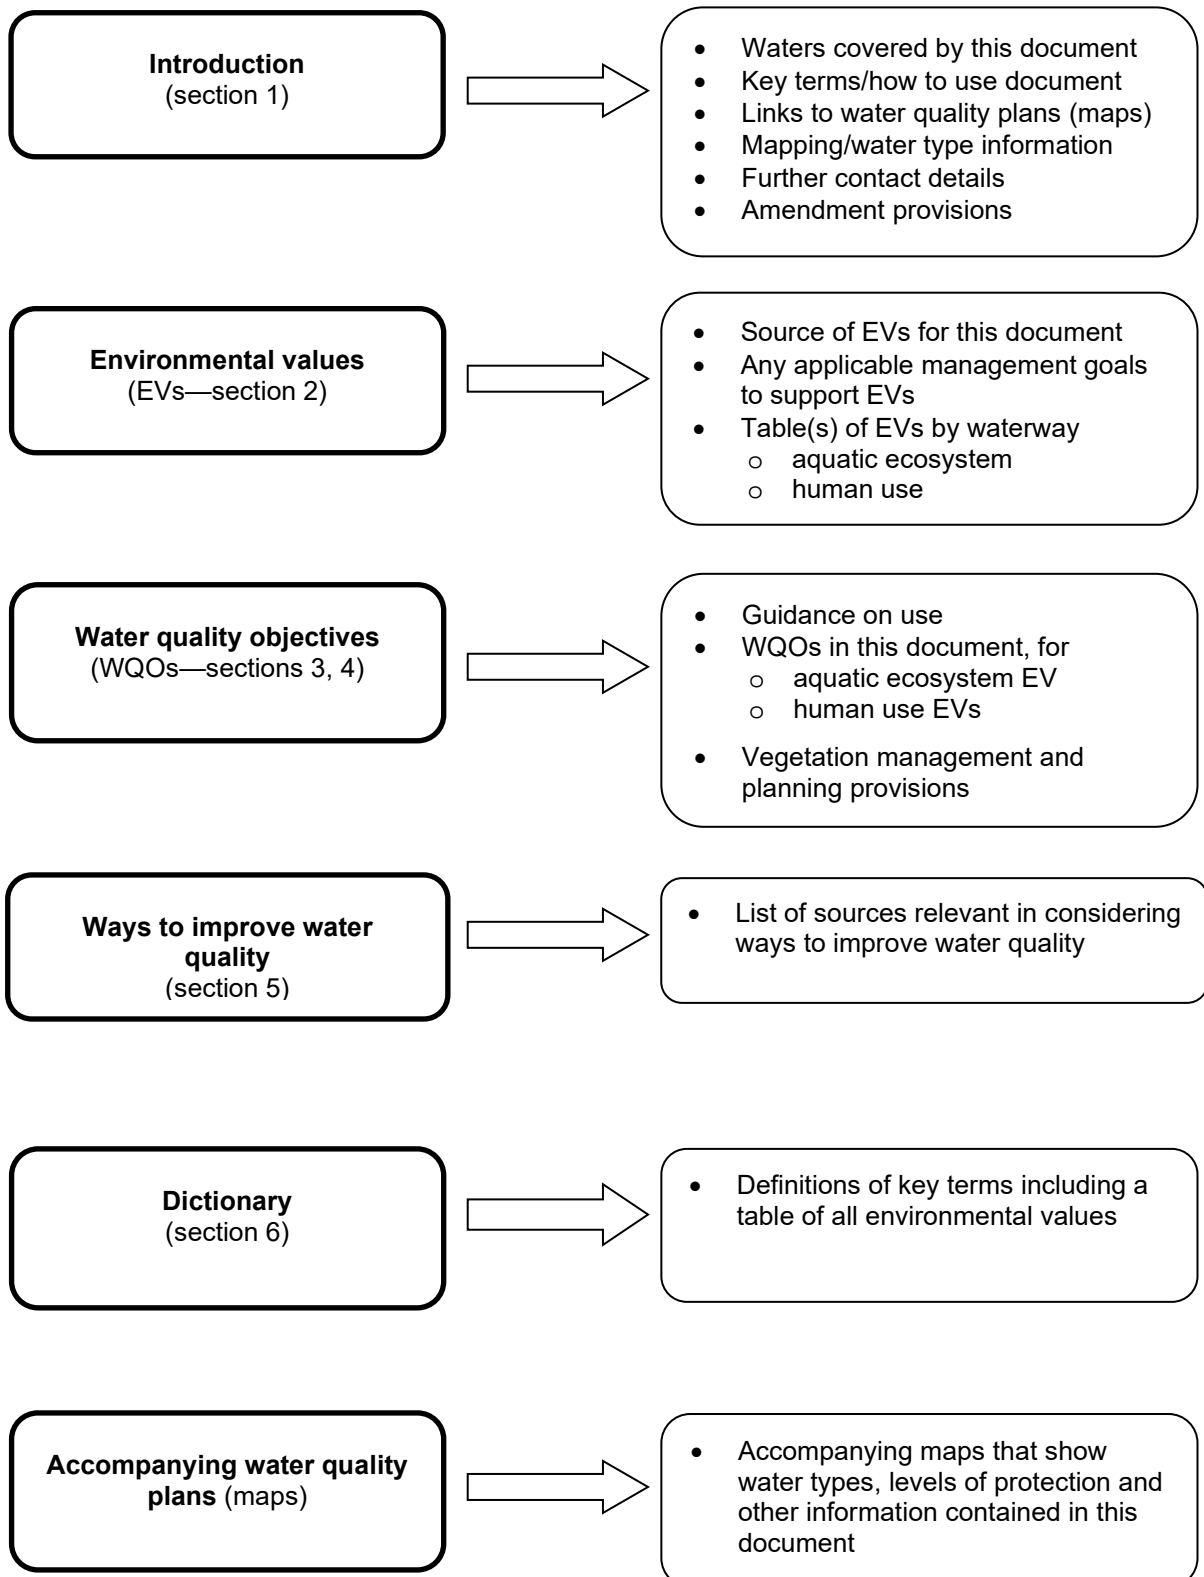 Introduction
(section 1)
• Waters covered by this document
• Key terms/how to use document
• Links to water quality plans (maps)
• Mapping/water type information
• Further contact details
• Amendment provisions
Environmental values
(EVs—section 2)
• Source of EVs for this document
• Any applicable management goals
to support EVs
• Table(s) of EVs by waterway
o aquatic ecosystem
o human use
Water quality objectives
(WQOs—sections 3, 4)
• Guidance on use
• WQOs in this document, for
o aquatic ecosystem EV
o human use EVs
• Vegetation management and
planning provisions
Ways to improve water
quality
(section 5)
• List of sources relevant in considering
ways to improve water quality
Dictionary
(section 6)
• Definitions of key terms including a
table of all environmental values
Accompanying water quality
plans (maps)
• Accompanying maps that show
water types, levels of protection and
other information contained in this
document